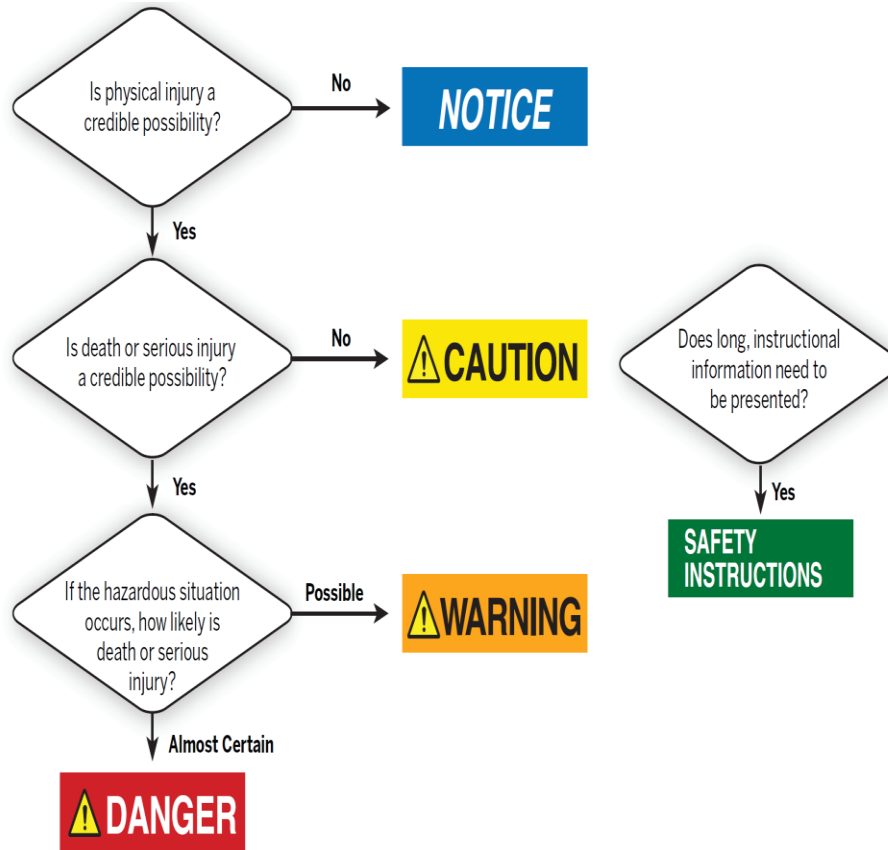 Is physical injury a
credible possibility?
No
NOTICE
Yes
Is death or serious injury
a credible possibility?
No
CAUTION
Does long, instructional
information need to
be presented?
Yes
Yes
SAFETY
INSTRUCTIONS
If the hazardous situation
occurs, how likely is
death or serious
injury?
Possible
WARNING
Almost Certain
DANGER